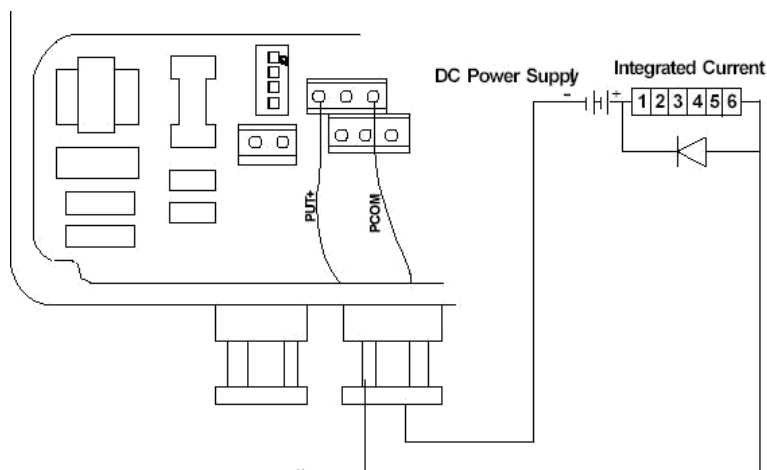 DC Power Supply
Integrated Current
- +
1 2 3 4 5 6
PUT+
PCOM